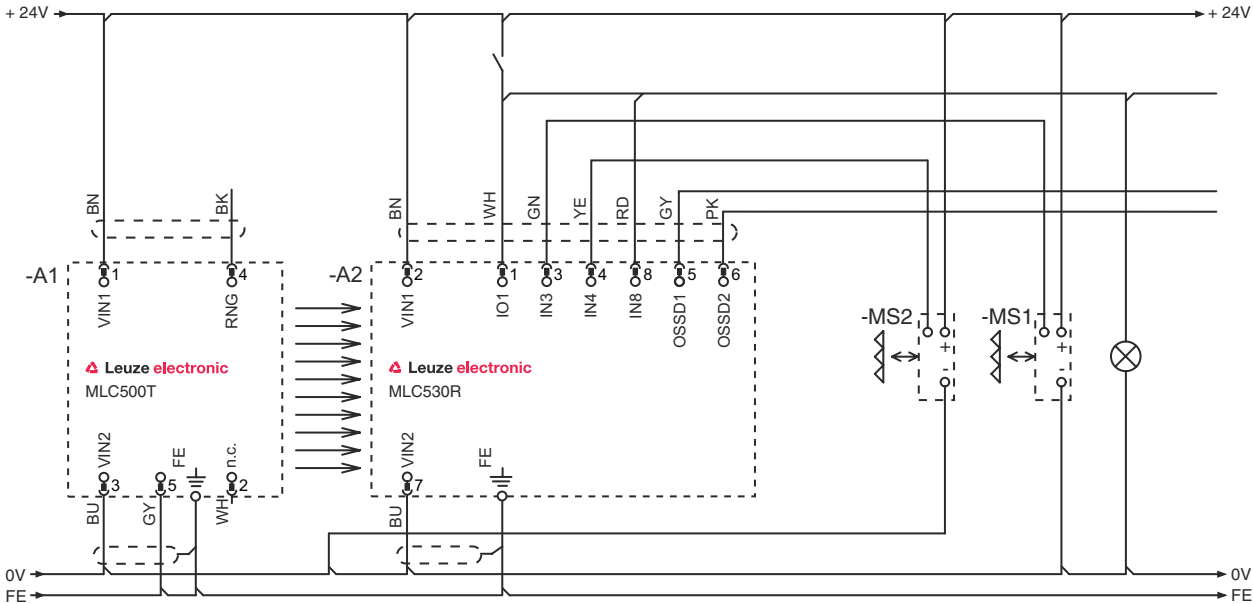 + 24V + 24V
BN BK BN WH GN YE RD GY PK
-A1 1 4 -A2 2 1 3 4 8 5 6
VIN1 RNG VIN1 IO1 IN3 IN4 IN8 OSSD1 OSSD2
-MS2 -MS1
+ +
- -
Leuze electronic Leuze electronic
MLC500T MLC530R
VIN2 FE n.c. VIN2 FE
3 5 2 7
BU GY WH BU
0V 0V
FE FE